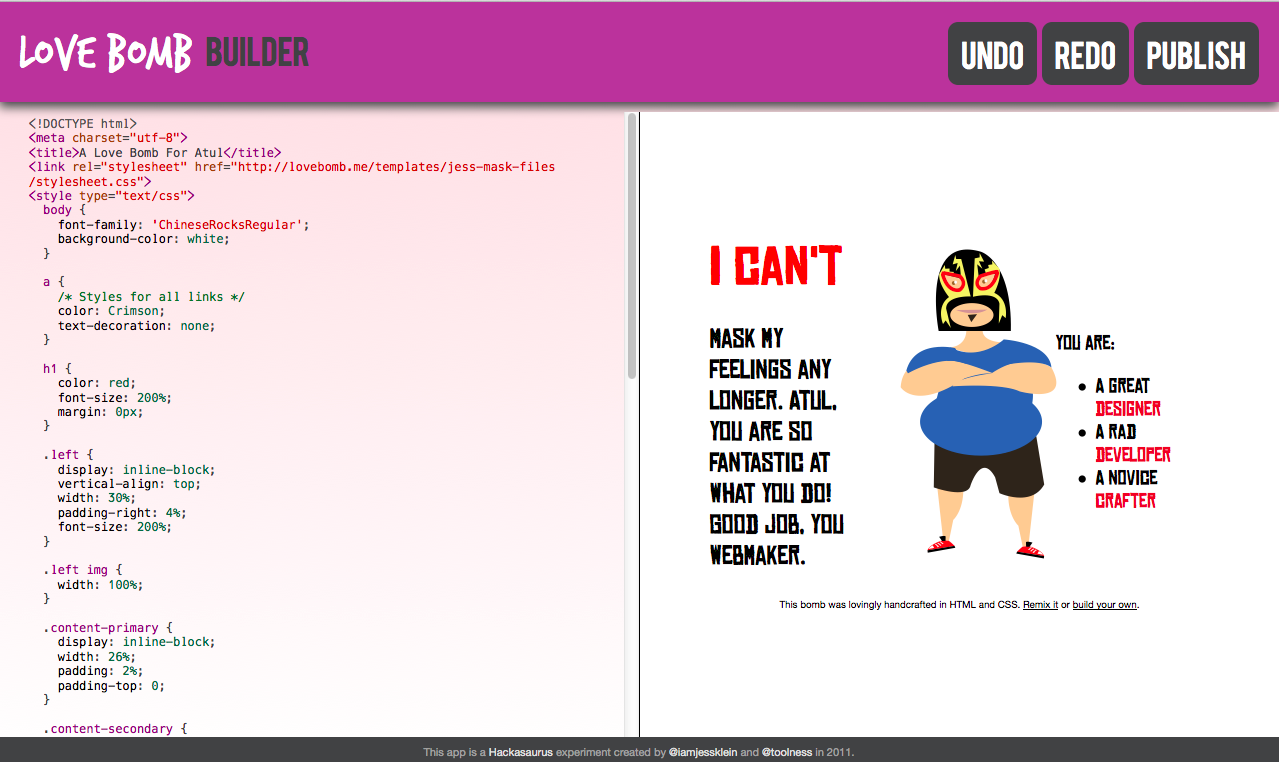 LOVE BOMB BUILDER
UNDO REDO PUBLISH
<!DOCTYPE html>
<meta charset="utf-8">
<title>A Love Bomb For Atul</title>
<link rel="stylesheet" href="http://lovebomb.me/templates/jess-mask-files
/stylesheet.css">
<style type="text/css">
  body {
    font-family: 'ChineseRocksRegular';
    background-color: white;
  }

  a {
    /* Styles for all links */
    color: Crimson;
    text-decoration: none;
  }

  h1 {
    color: red;
    font-size: 200%;
    margin: 0px;
  }

  .left {
    display: inline-block;
    vertical-align: top;
    width: 30%;
    padding-right: 4%;
    font-size: 200%;
  }

  .left img {
    width: 100%;
  }

  .content-primary {
    display: inline-block;
    width: 26%;
    padding: 2%;
    padding-top: 0;
  }

  .content-secondary {
I CAN'T
MASK MY
FEELINGS ANY
LONGER. ATUL,
YOU ARE SO
FANTASTIC AT
WHAT YOU DO!
GOOD JOB, YOU
WEBMAKER.
YOU ARE:
• A GREAT
DESIGNER
• A RAD
DEVELOPER
• A NOVICE
CRAFTER
This bomb was lovingly handcrafted in HTML and CSS. Remix it or build your own.
This app is a Hackasaurus experiment created by @iamjessklein and @toolness in 2011.